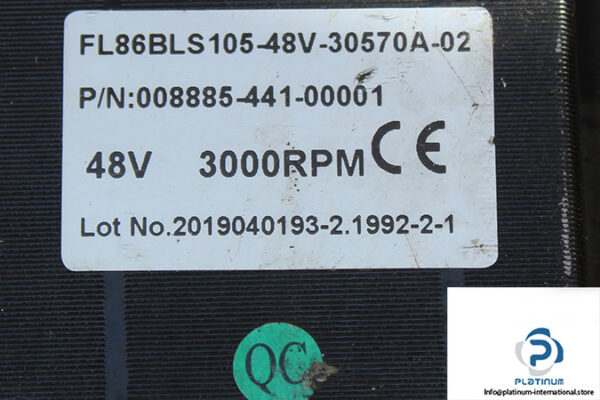 FL86BLS105-48V-30570A-02
P/N:008885-441-00001
48V 3000RPM CE
Lot No.2019040193-2.1992-2-1
QC
PLATINUM
Info@platinum-international.store